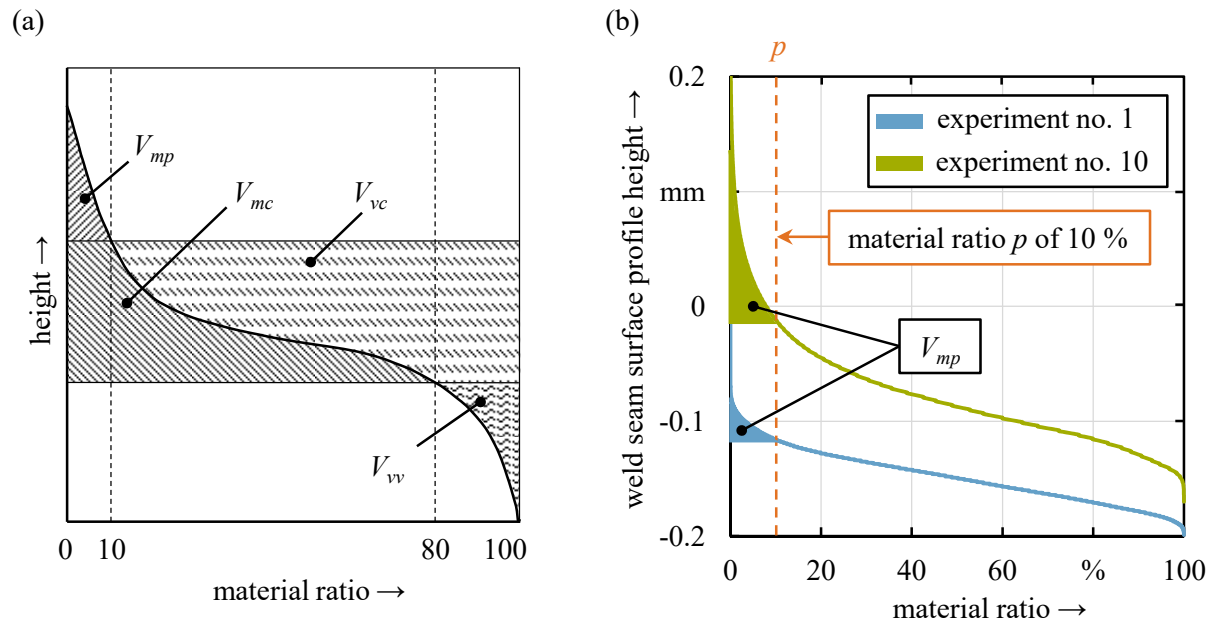 (a)
V_mp
V_mc
V_vc
V_vv
height →
0 10 80 100
material ratio →
(b)
p
0.2
mm
0
-0.1
-0.2
weld seam surface profile height →
experiment no. 1
experiment no. 10
material ratio p of 10 %
V_mp
0 20 40 60 % 100
material ratio →